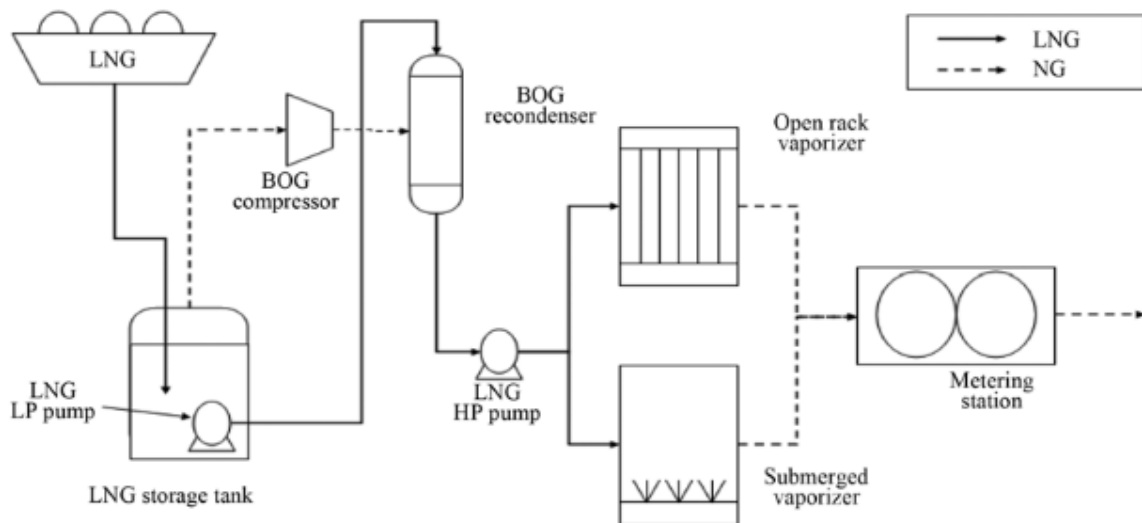 LNG
LNG
NG
BOG
recondenser
Open rack
vaporizer
BOG
compressor
LNG
HP pump
Metering
station
LNG
LP pump
Submerged
vaporizer
LNG storage tank